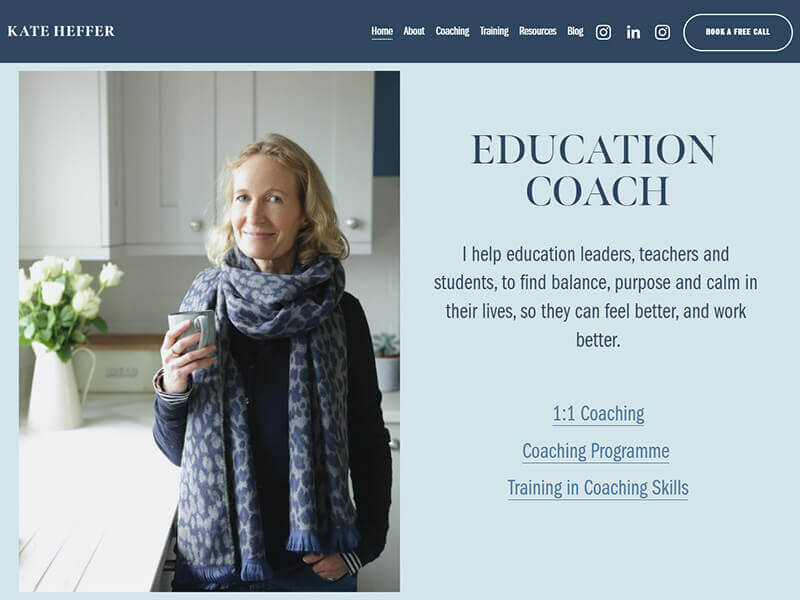 KATE HEFFER
Home About Coaching Training Resources Blog
BOOK A FREE CALL
EDUCATION
COACH
I help education leaders, teachers and
students, to find balance, purpose and calm in
their lives, so they can feel better, and work
better.
1:1 Coaching
Coaching Programme
Training in Coaching Skills